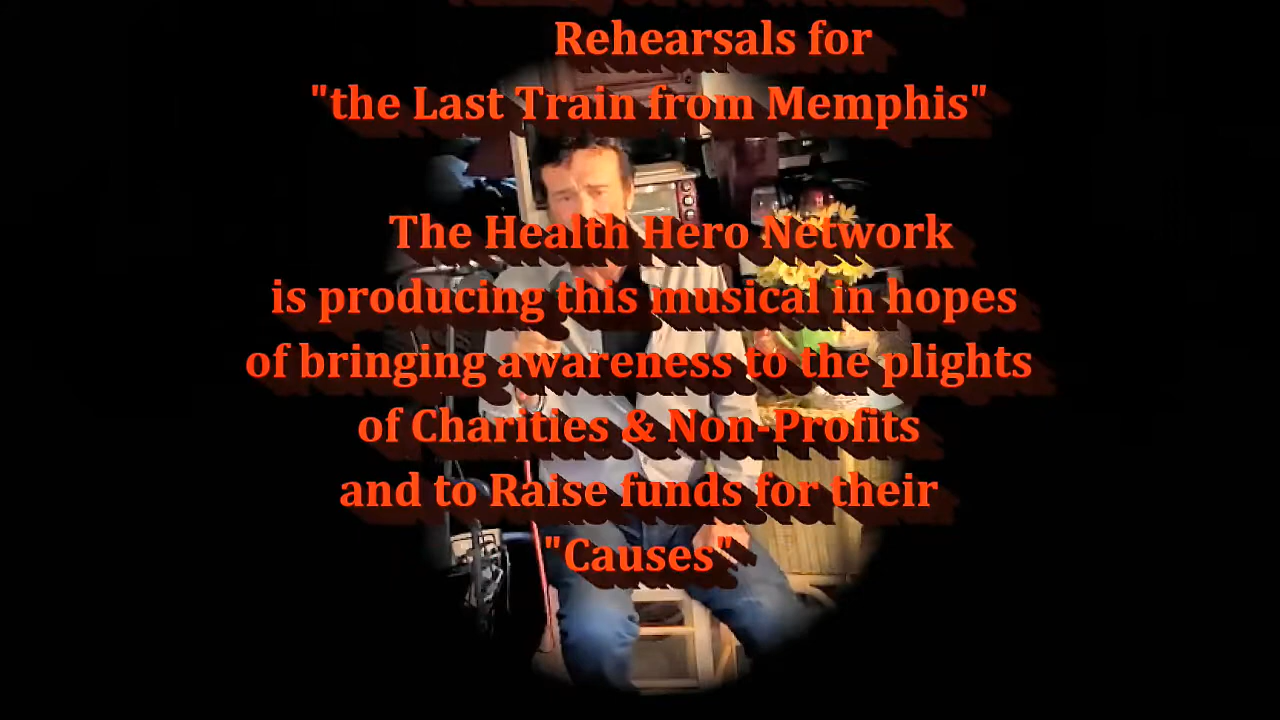 Rehearsals for
"the Last Train from Memphis"
The Health Hero Network
is producing this musical in hopes
of bringing awareness to the plights
of Charities & Non-Profits
and to Raise funds for their
"Causes"